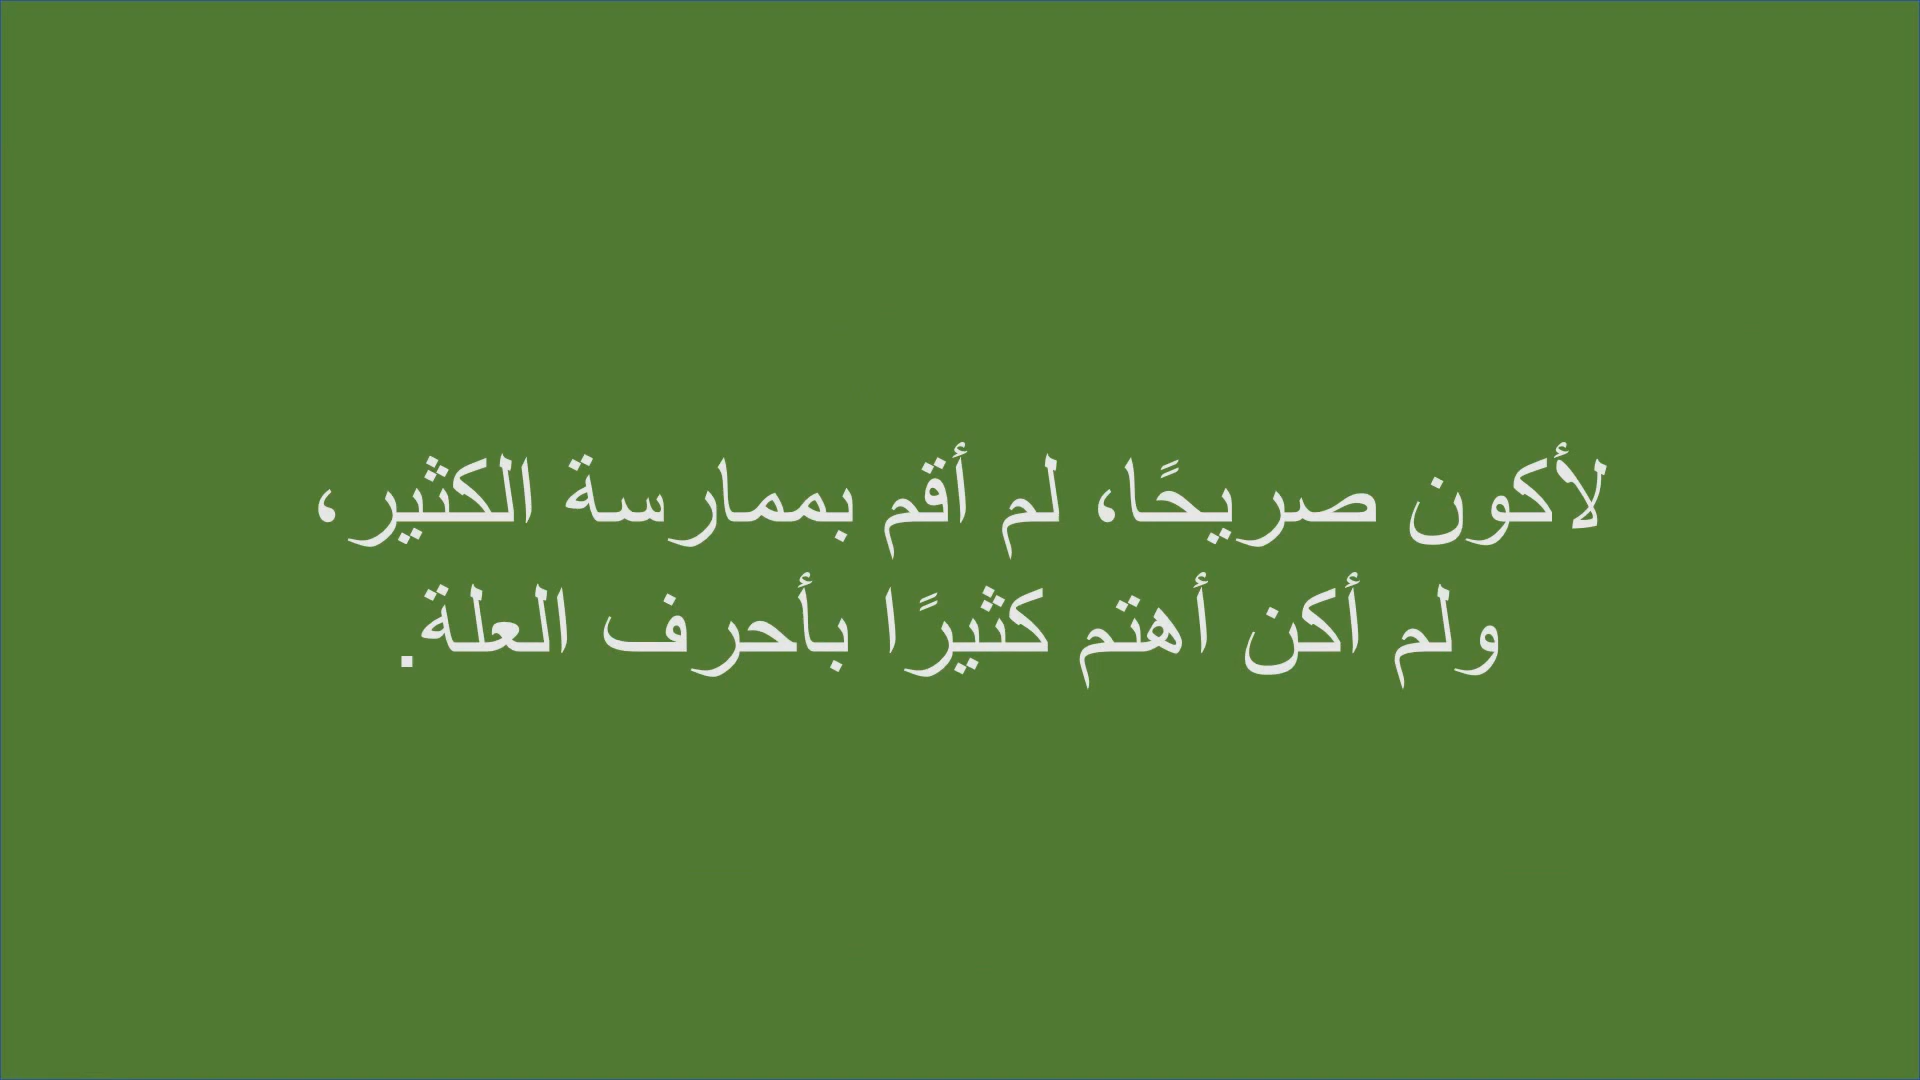 لأكون صريحًا، لم أقم بممارسة الكثير،
ولم أكن أهتم كثيرًا بأحرف العلة.